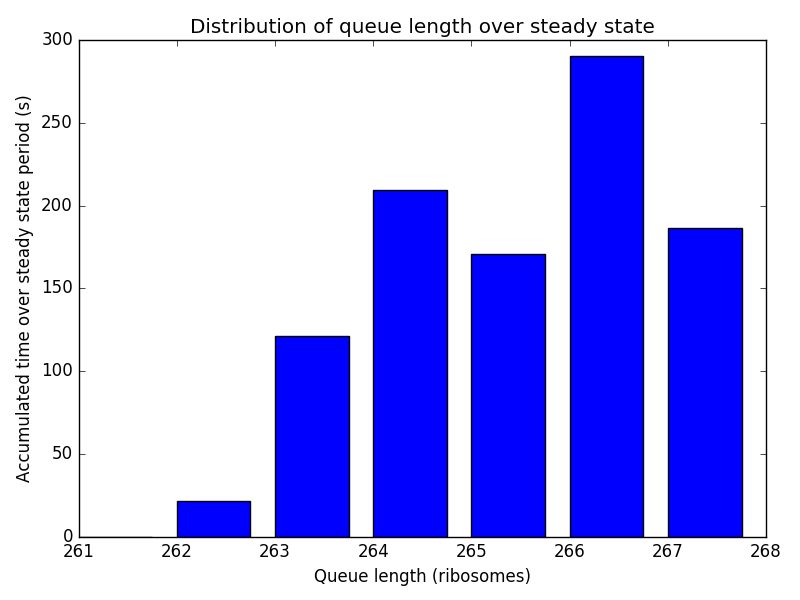 Distribution of queue length over steady state
Accumulated time over steady state period (s)
300
250
200
150
100
50
0
261 262 263 264 265 266 267 268
Queue length (ribosomes)